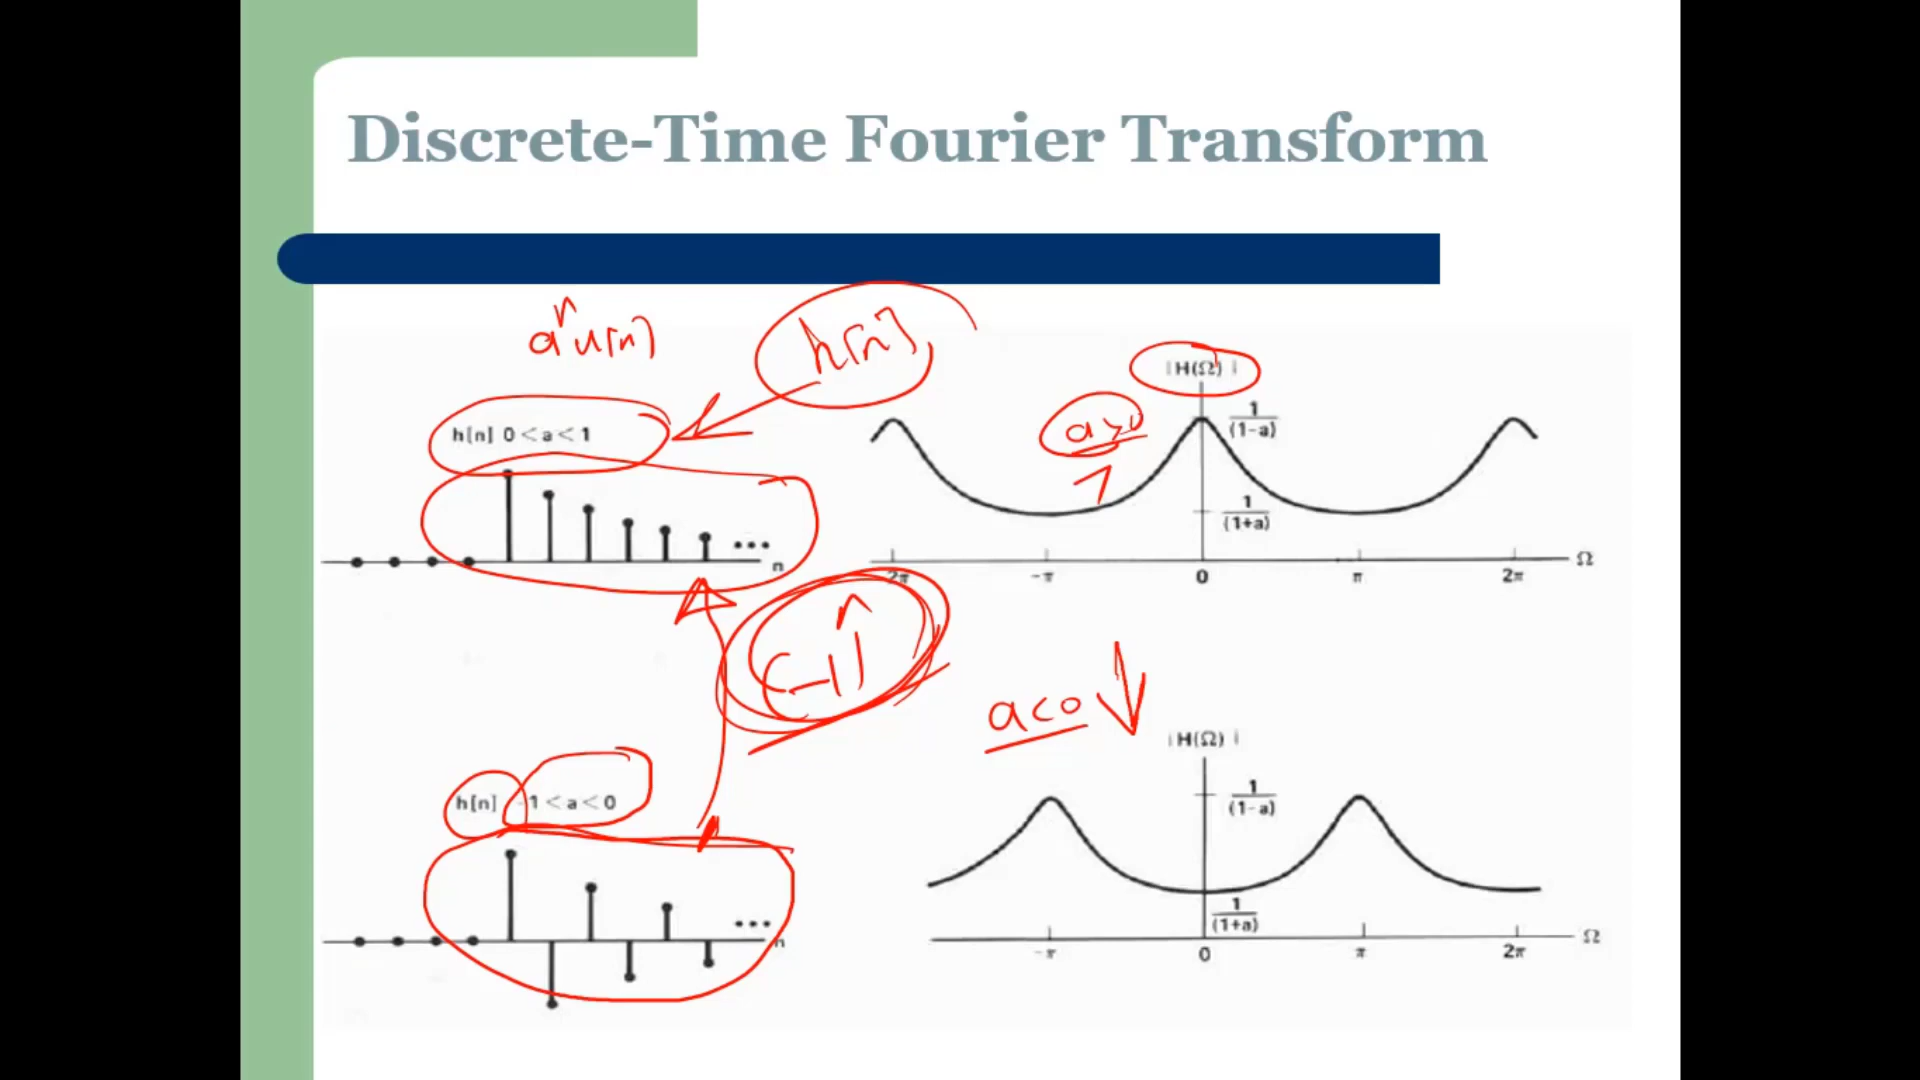 Discrete-Time Fourier Transform
aⁿu[n]
h[n]
h[n] 0<a<1
n
|H(Ω)|
a>0
1/(1-a)
1/(1+a)
2π -π 0 π 2π Ω
(-1)ⁿ
a<0
h[n] -1<a<0
n
|H(Ω)|
1/(1-a)
1/(1+a)
-π 0 π 2π Ω